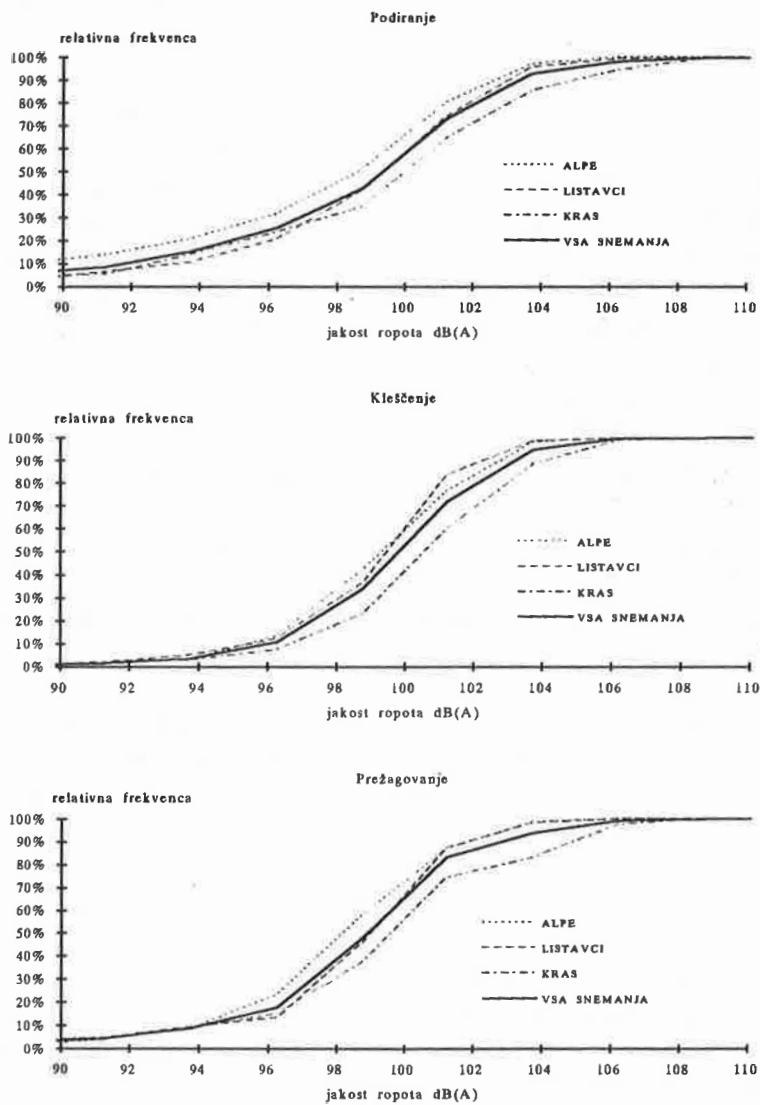 Podiranje
relativna frekvenca
100%
90%
80%
70%
60%
50%
40%
30%
20%
10%
0%
ALPE
LISTAVCI
KRAS
VSA SNEMANJA
90 92 94 96 98 100 102 104 106 108 110
jakost ropota dB(A)
Kleščenje
relativna frekvenca
100%
90%
80%
70%
60%
50%
40%
30%
20%
10%
0%
ALPE
LISTAVCI
KRAS
VSA SNEMANJA
90 92 94 96 98 100 102 104 106 108 110
jakost ropota dB(A)
Prežagovanje
relativna frekvenca
100%
90%
80%
70%
60%
50%
40%
30%
20%
10%
0%
ALPE
LISTAVCI
KRAS
VSA SNEMANJA
90 92 94 96 98 100 102 104 106 108 110
jakost ropota dB(A)